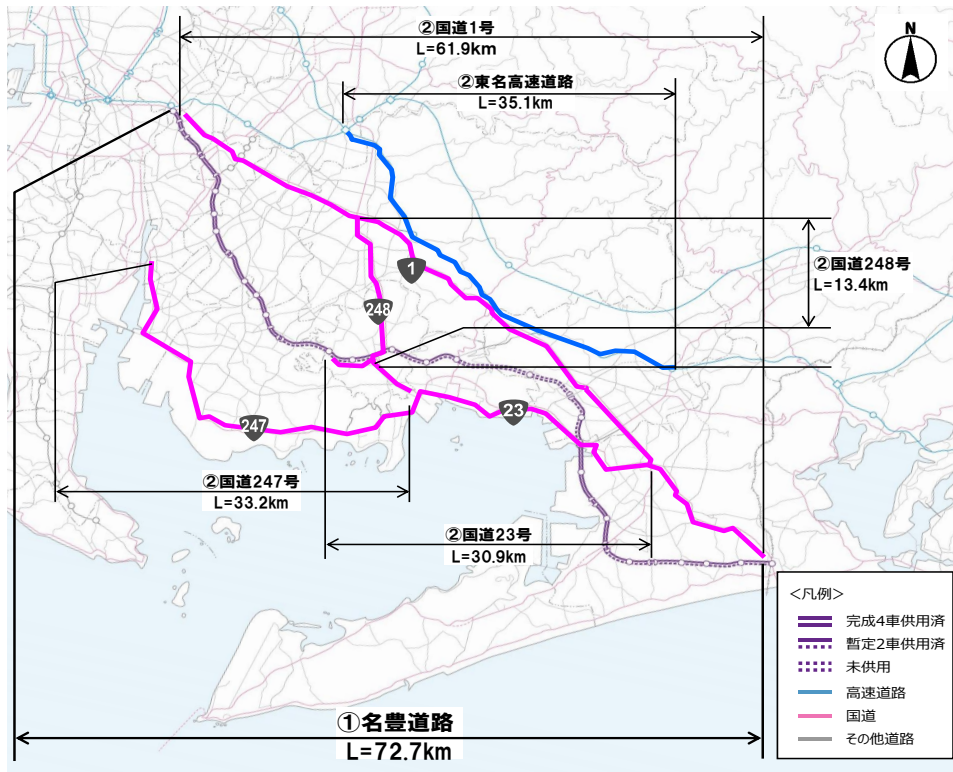 ②国道1号
L=61.9km
N
②東名高速道路
L=35.1km
②国道248号
L=13.4km
1
248
23
247
②国道247号
L=33.2km
②国道23号
L=30.9km
①名豊道路
L=72.7km
<凡例>
完成4車供用済
暫定2車供用済
未供用
高速道路
国道
その他道路